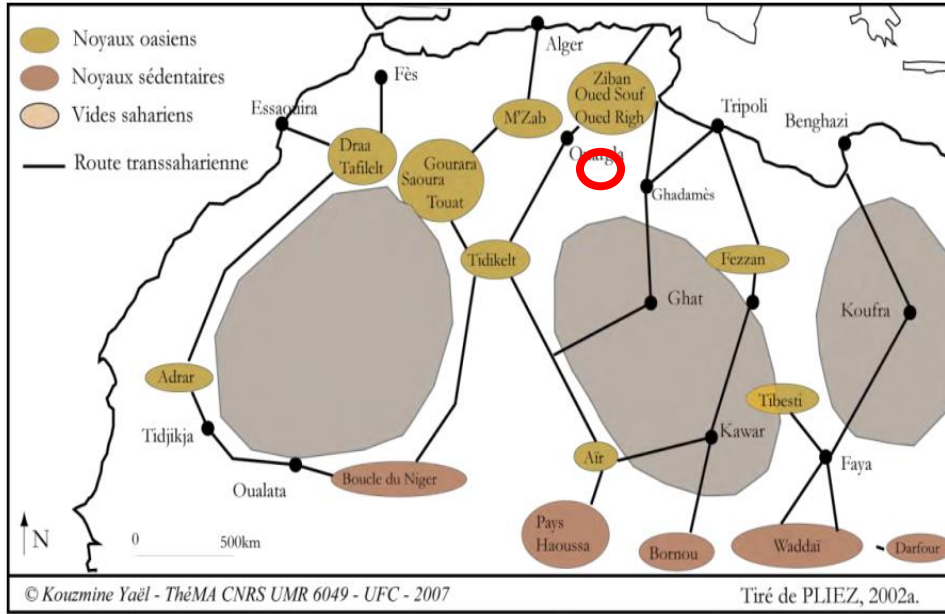 Noyaux oasiens
Noyaux sédentaires
Vides sahariens
Route transsaharienne
Alger
Fès
Essaouira
Ziban
Oued Souf
Oued Righ
M'Zab
Tripoli
Benghazi
Draa
Tafilelt
Gourara
Saoura
Touat
Ouargla
Ghadamès
Tidikelt
Fezzan
Ghat
Koufra
Adrar
Tibesti
Tidjikja
Kawar
Oualata
Boucle du Niger
Aïr
Faya
N
0 500km
Pays
Haoussa
Bornou
Waddaï
Darfour
© Kouzmine Yaël - ThéMA CNRS UMR 6049 - UFC - 2007
Tiré de PLIEZ, 2002a.